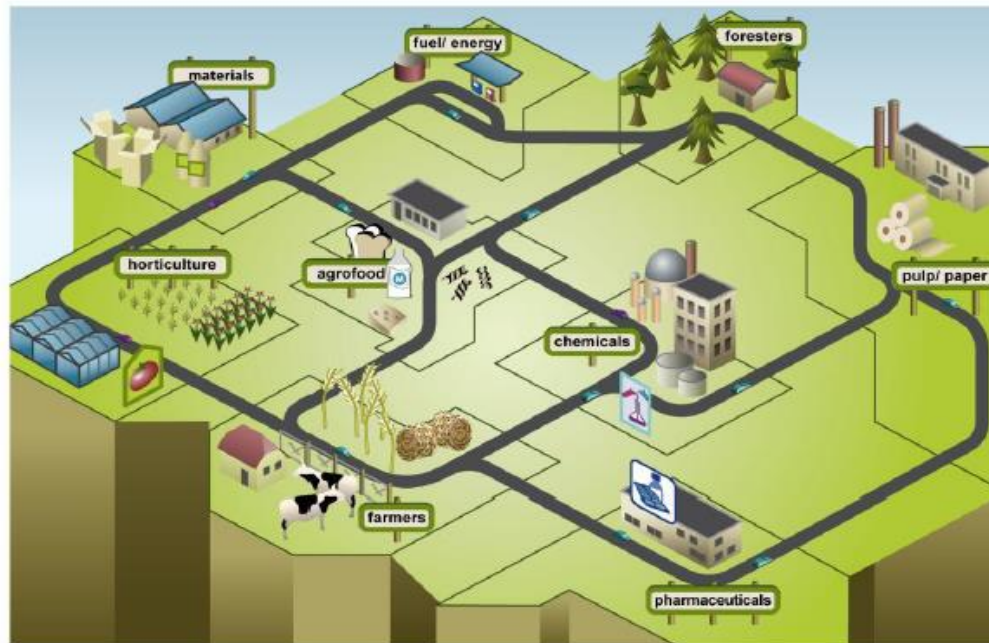 fuel/ energy
foresters
materials
horticulture
agrofood
pulp/ paper
chemicals
farmers
pharmaceuticals